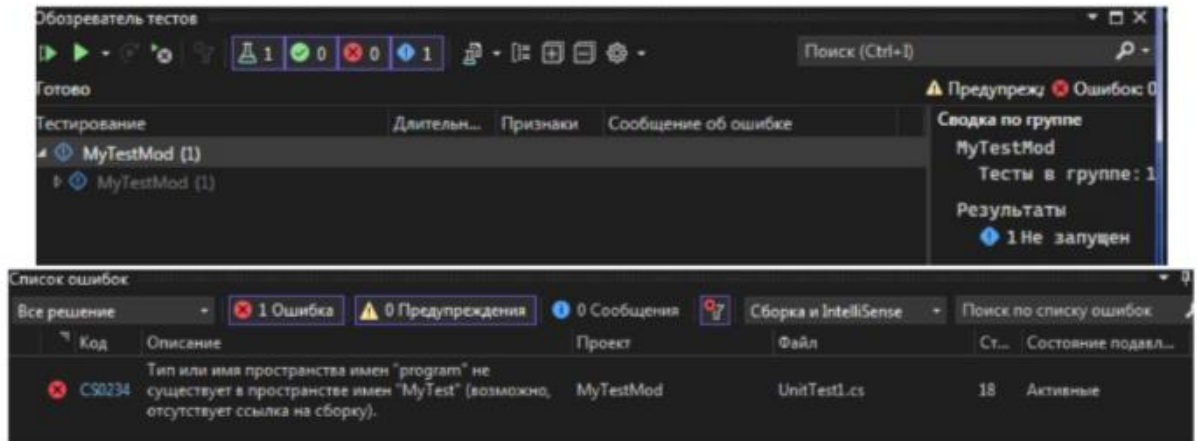 Обозреватель тестов
1 0 0 1 Поиск (Ctrl+I)
Готово Предупреж Ошибок: 0
Тестирование Длительн... Признаки Сообщение об ошибке
MyTestMod (1)
MyTestMod (1)
Сводка по группе
MyTestMod
Тесты в группе: 1
Результаты
1 Не запущен
Список ошибок
Все решение 1 Ошибка 0 Предупреждения 0 Сообщения Сборка и IntelliSense Поиск по списку ошибок
Код Описание Проект Файл Ст... Состояние подавл...
Тип или имя пространства имен "program" не
CS0234 существует в пространстве имен "MyTest" (возможно, MyTestMod UnitTest1.cs 18 Активные
отсутствует ссылка на сборку).